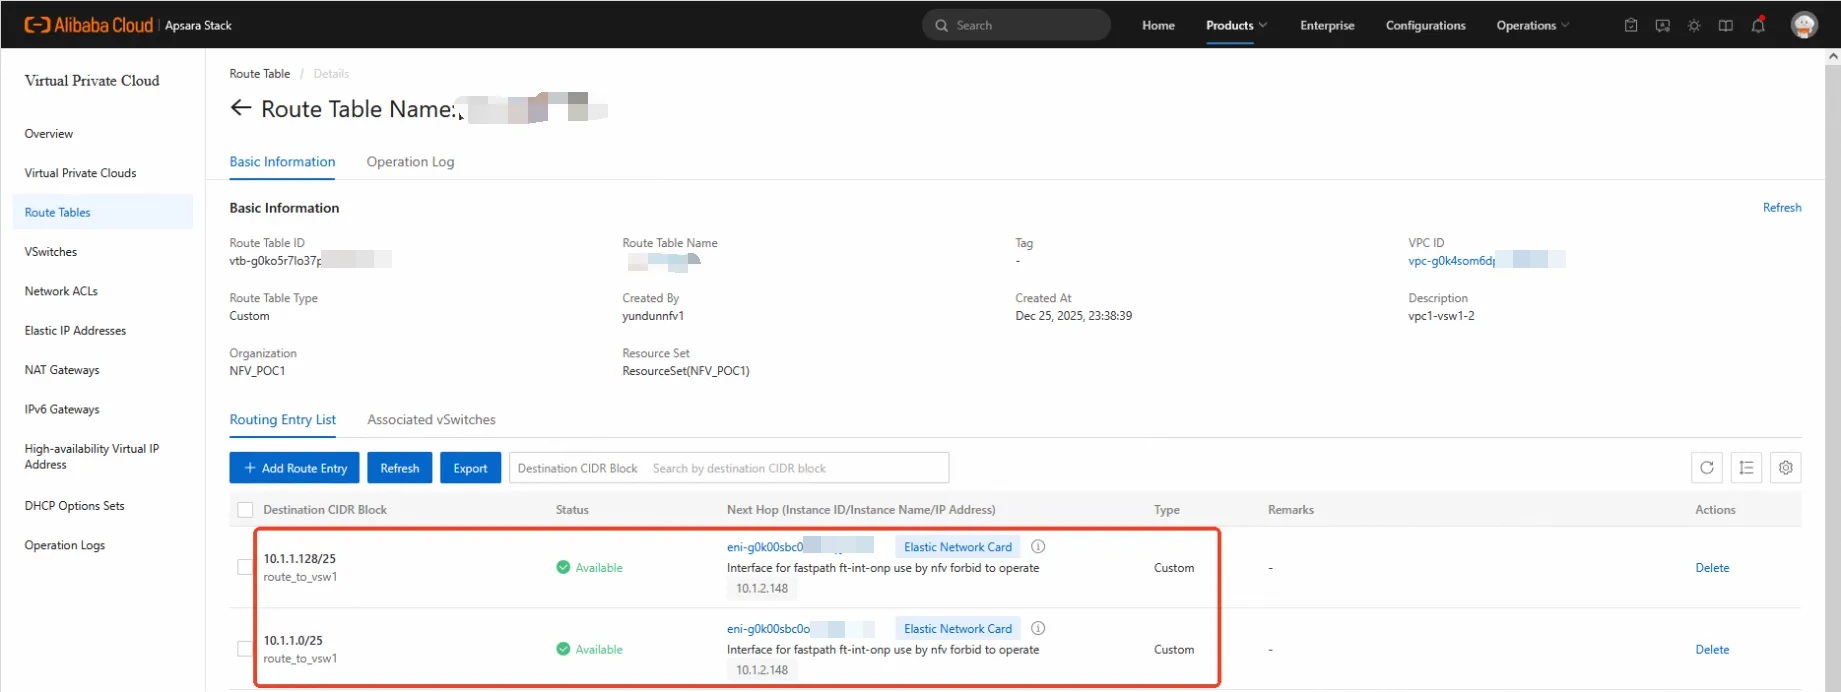 Alibaba Cloud | Apsara Stack
Search
Home
Products
Enterprise
Configurations
Operations
Virtual Private Cloud
Overview
Virtual Private Clouds
Route Tables
VSwitches
Network ACLs
Elastic IP Addresses
NAT Gateways
IPv6 Gateways
High-availability Virtual IP
Address
DHCP Options Sets
Operation Logs
Route Table / Details
Route Table Name:
Basic Information
Operation Log
Basic Information
Refresh
Route Table ID
vtb-g0ko5r7lo37p
Route Table Name
Tag
-
VPC ID
vpc-g0k4som6dp
Route Table Type
Custom
Created By
yundunnfv1
Created At
Dec 25, 2025, 23:38:39
Description
vpc1-vsw1-2
Organization
NFV_POC1
Resource Set
ResourceSet(NFV_POC1)
Routing Entry List
Associated vSwitches
+ Add Route Entry
Refresh
Export
Destination CIDR Block
Search by destination CIDR block
Destination CIDR Block
Status
Next Hop (Instance ID/Instance Name/IP Address)
Type
Remarks
Actions
10.1.1.128/25
route_to_vsw1
Available
eni-g0k00sbc0
Elastic Network Card
Interface for fastpath ft-int-onp use by nfv forbid to operate
10.1.2.148
Custom
-
Delete
10.1.1.0/25
route_to_vsw1
Available
eni-g0k00sbc0o
Elastic Network Card
Interface for fastpath ft-int-onp use by nfv forbid to operate
10.1.2.148
Custom
-
Delete